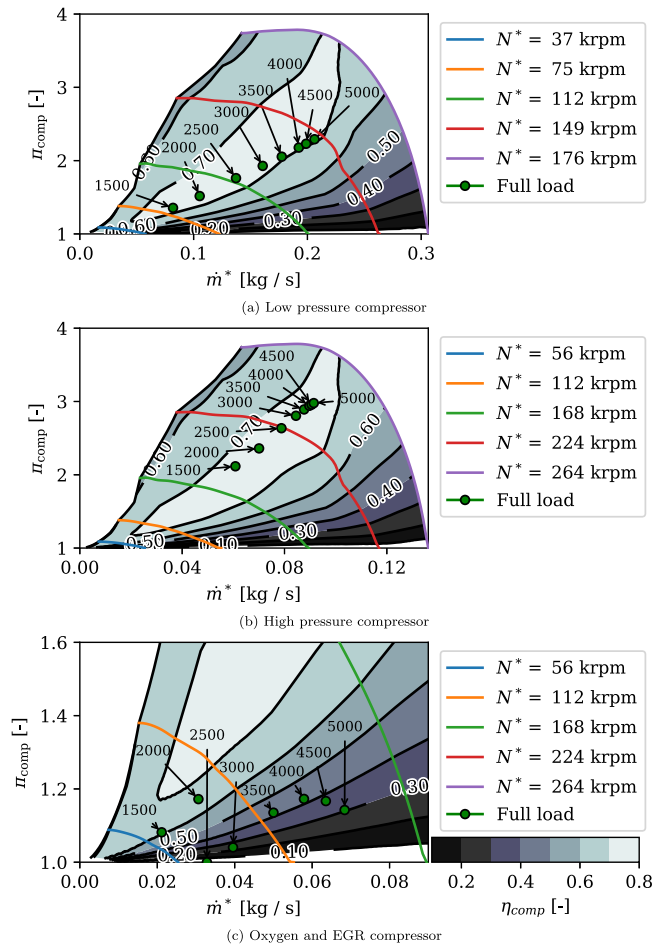 4
3
2
1
π_comp [-]
0.60
0.70
0.50
0.40
0.30
0.20
0.60
1500
2000
2500
3000
3500
4000
4500
5000
0.0 0.1 0.2 0.3
ṁ* [kg / s]
N* = 37 krpm
N* = 75 krpm
N* = 112 krpm
N* = 149 krpm
N* = 176 krpm
Full load
(a) Low pressure compressor
4
3
2
1
π_comp [-]
0.60
0.70
0.60
0.40
0.30
0.50
0.10
1500
2000
2500
3000
3500
4000
4500
5000
0.00 0.04 0.08 0.12
ṁ* [kg / s]
N* = 56 krpm
N* = 112 krpm
N* = 168 krpm
N* = 224 krpm
N* = 264 krpm
Full load
(b) High pressure compressor
1.6
1.4
1.2
1.0
π_comp [-]
1500
2000
2500
3000
3500
4000
4500
5000
0.50
0.20
0.10
0.30
0.00 0.02 0.04 0.06 0.08
ṁ* [kg / s]
N* = 56 krpm
N* = 112 krpm
N* = 168 krpm
N* = 224 krpm
N* = 264 krpm
Full load
0.2 0.4 0.6 0.8
η_comp [-]
(c) Oxygen and EGR compressor